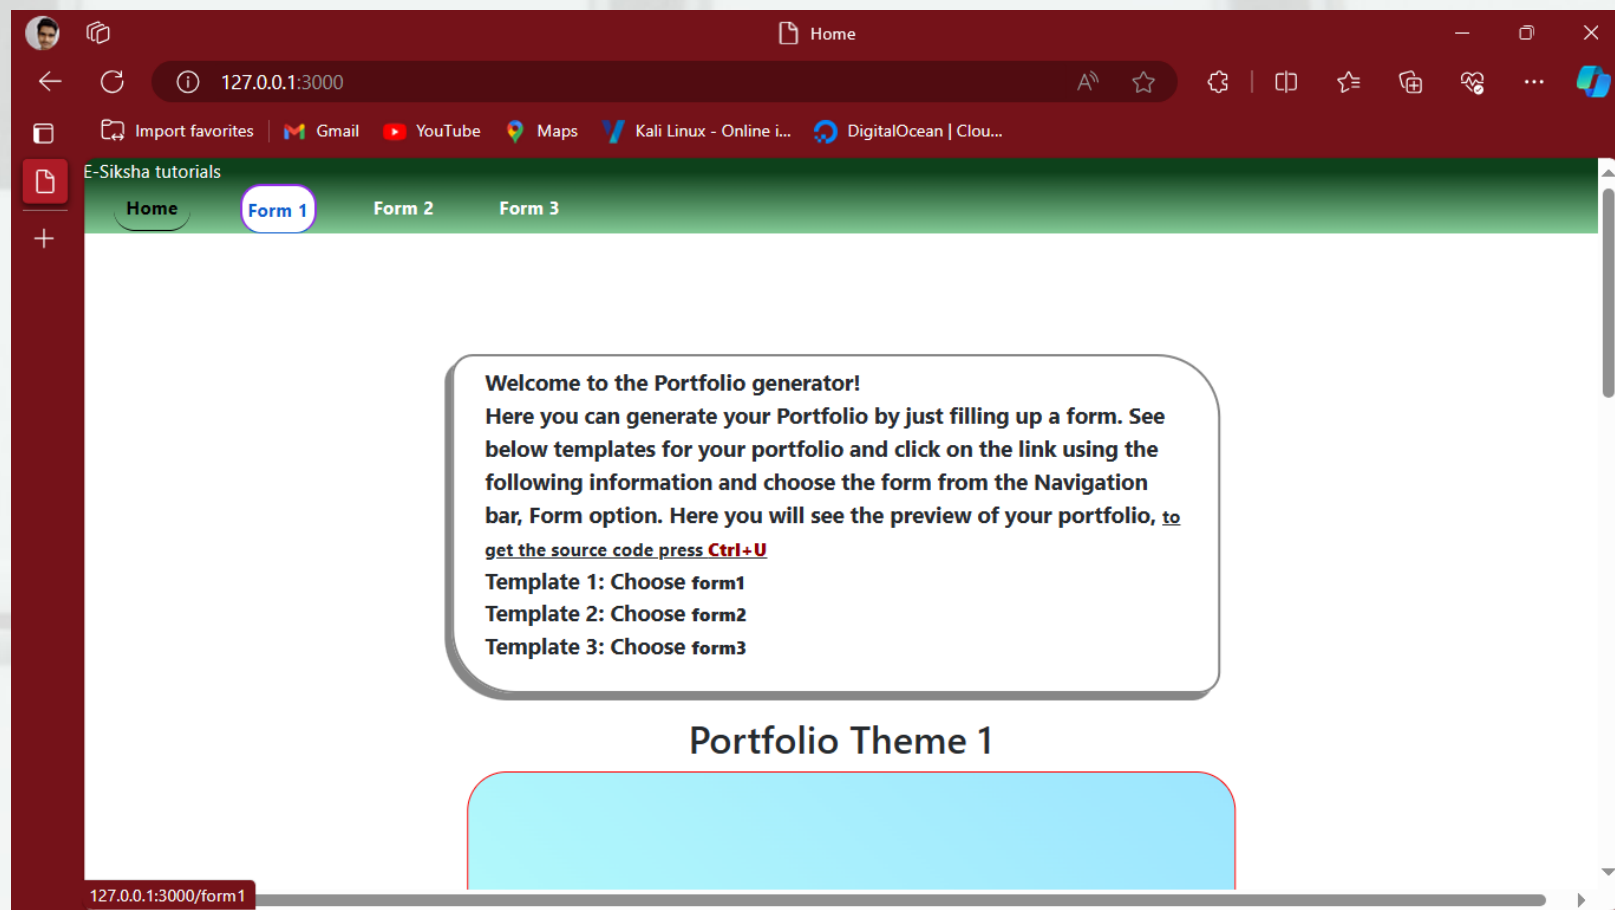 Home
127.0.0.1:3000
Import favorites Gmail YouTube Maps Kali Linux - Online i... DigitalOcean | Clou...
E-Siksha tutorials
Home Form 1 Form 2 Form 3
Welcome to the Portfolio generator!
Here you can generate your Portfolio by just filling up a form. See
below templates for your portfolio and click on the link using the
following information and choose the form from the Navigation
bar, Form option. Here you will see the preview of your portfolio, to
get the source code press Ctrl+U
Template 1: Choose form1
Template 2: Choose form2
Template 3: Choose form3
Portfolio Theme 1
127.0.0.1:3000/form1